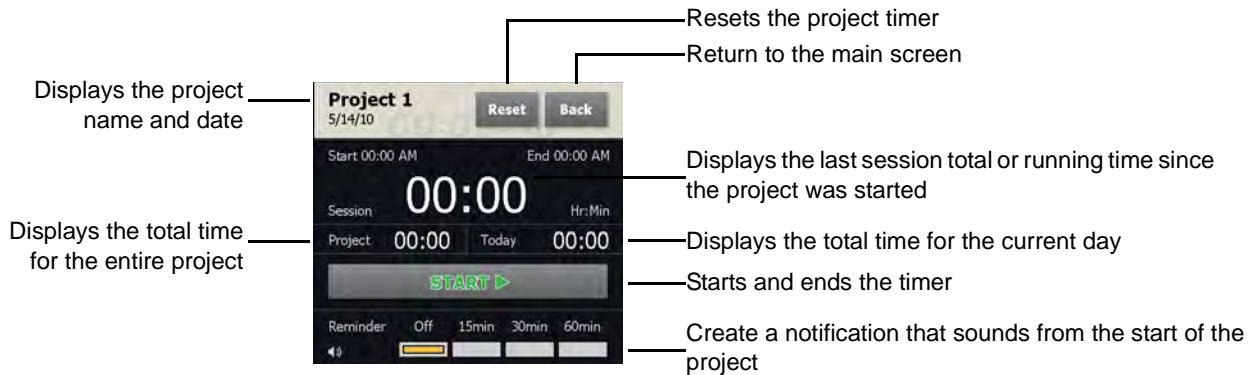 Resets the project timer
Return to the main screen
Displays the project
name and date
Project 1
5/14/10
Reset
Back
Start 00:00 AM
End 00:00 AM
00:00
Session
Hr:Min
Displays the last session total or running time since
the project was started
Displays the total time
for the entire project
Project 00:00 Today 00:00
Displays the total time for the current day
START
Starts and ends the timer
Reminder Off 15min 30min 60min
Create a notification that sounds from the start of the
project